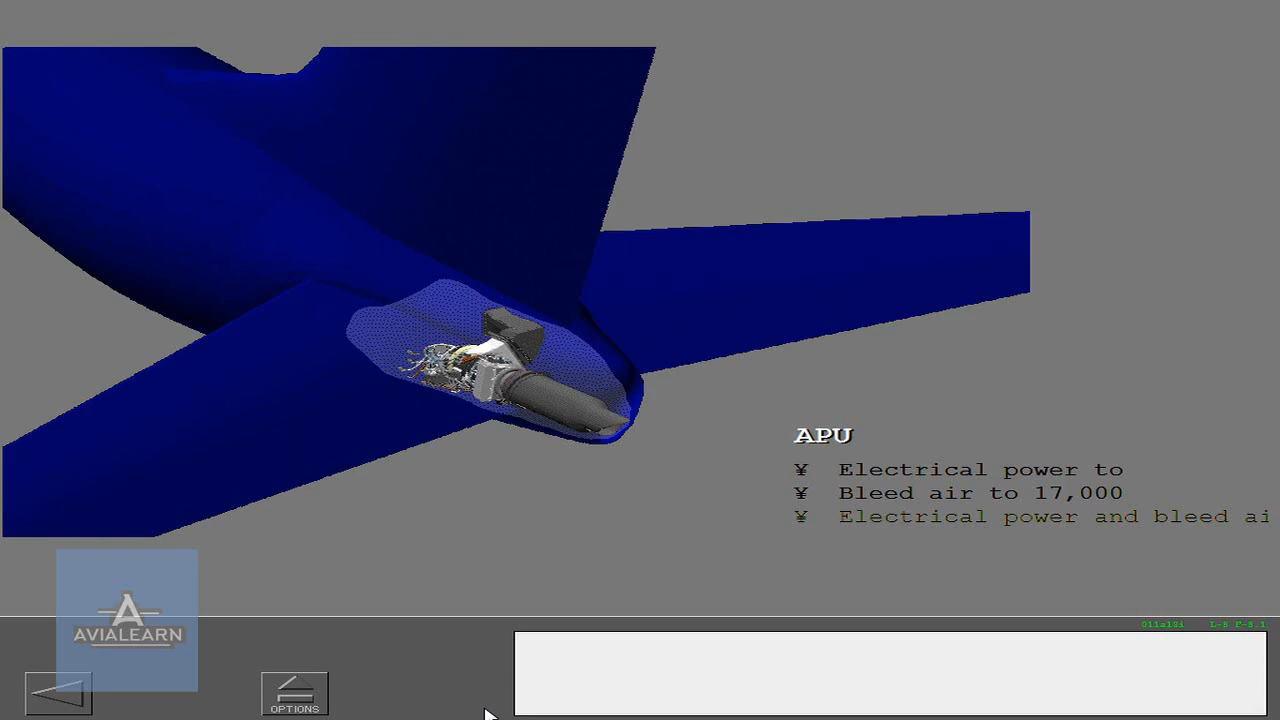 APU
¥ Electrical power to
¥ Bleed air to 17,000
¥ Electrical power and bleed ai
AVIALEARN
OPTIONS